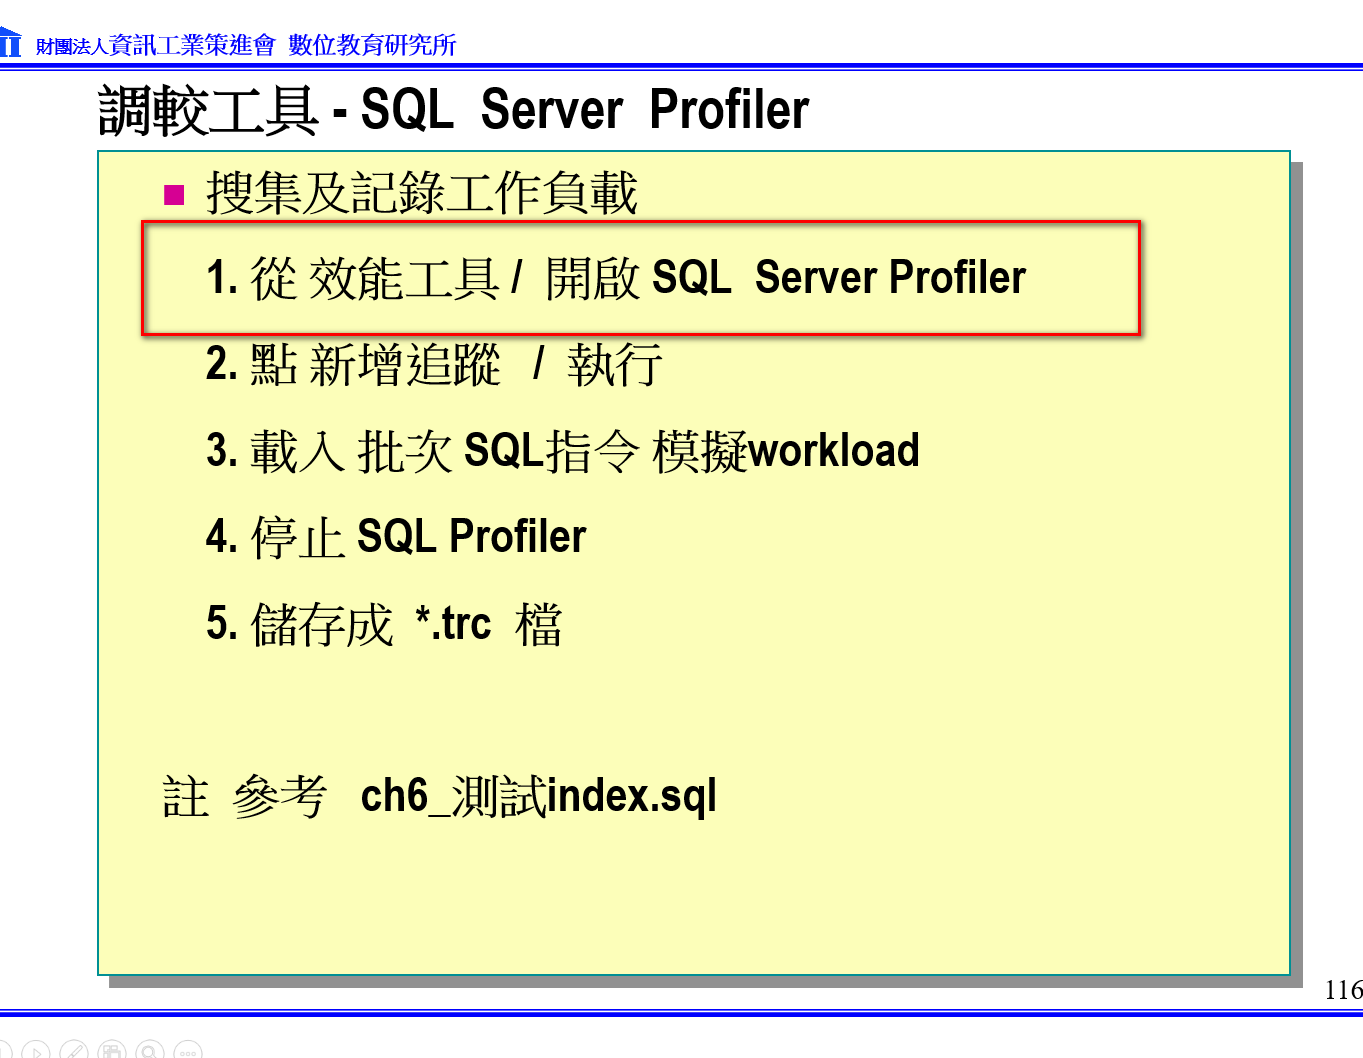 財團法人資訊工業策進會 數位教育研究所
調較工具 - SQL Server Profiler
搜集及記錄工作負載
1. 從 效能工具 / 開啟 SQL Server Profiler
2. 點 新增追蹤 / 執行
3. 載入 批次 SQL指令 模擬workload
4. 停止 SQL Profiler
5. 儲存成 *.trc 檔
註 參考 ch6_測試index.sql
116